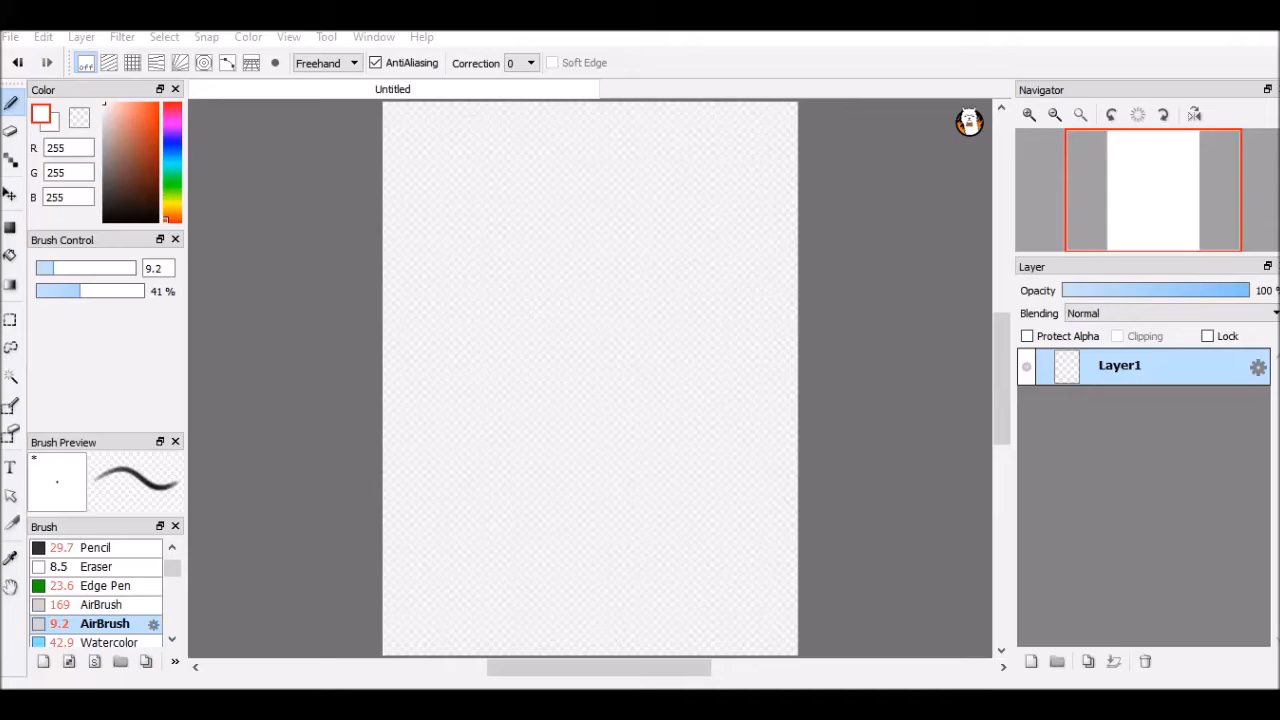 File Edit Layer Filter Select Snap Color View Tool Window Help
off Freehand AntiAliasing Correction 0 Soft Edge
Color
Untitled
Navigator
R 255
G 255
B 255
Brush Control
9.2
41 %
Layer
Opacity 100 %
Blending Normal
Protect Alpha Clipping Lock
Layer1
Brush Preview
*
T
Brush
29.7 Pencil
8.5 Eraser
23.6 Edge Pen
169 AirBrush
9.2 AirBrush
42.9 Watercolor
S »